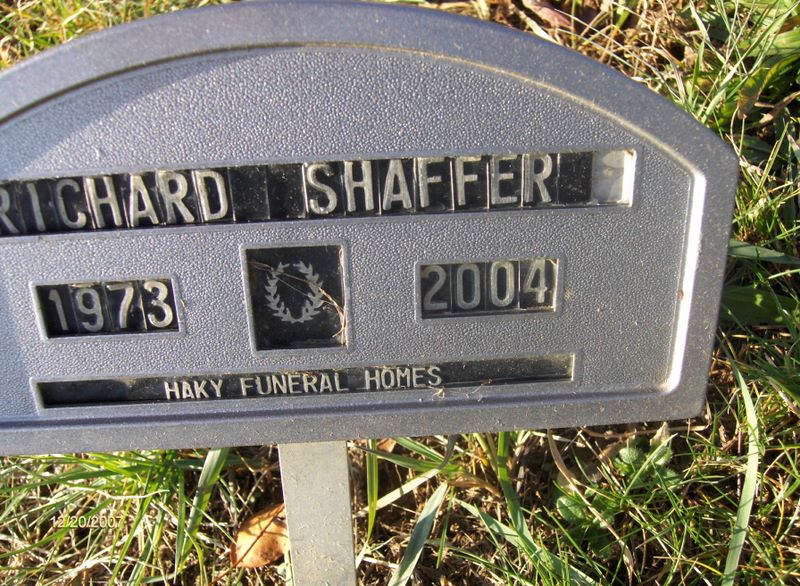 RICHARD SHAFFER
1973 2004
HAKY FUNERAL HOMES
12/20/2007